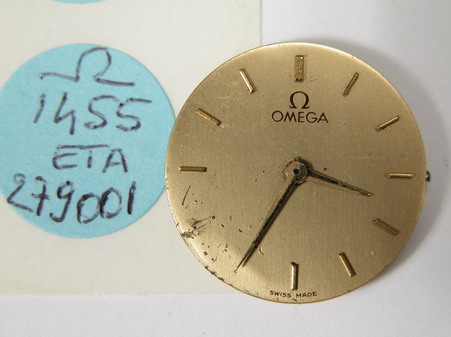 Ω
1455
ETA
279001
Ω
OMEGA
SWISS MADE